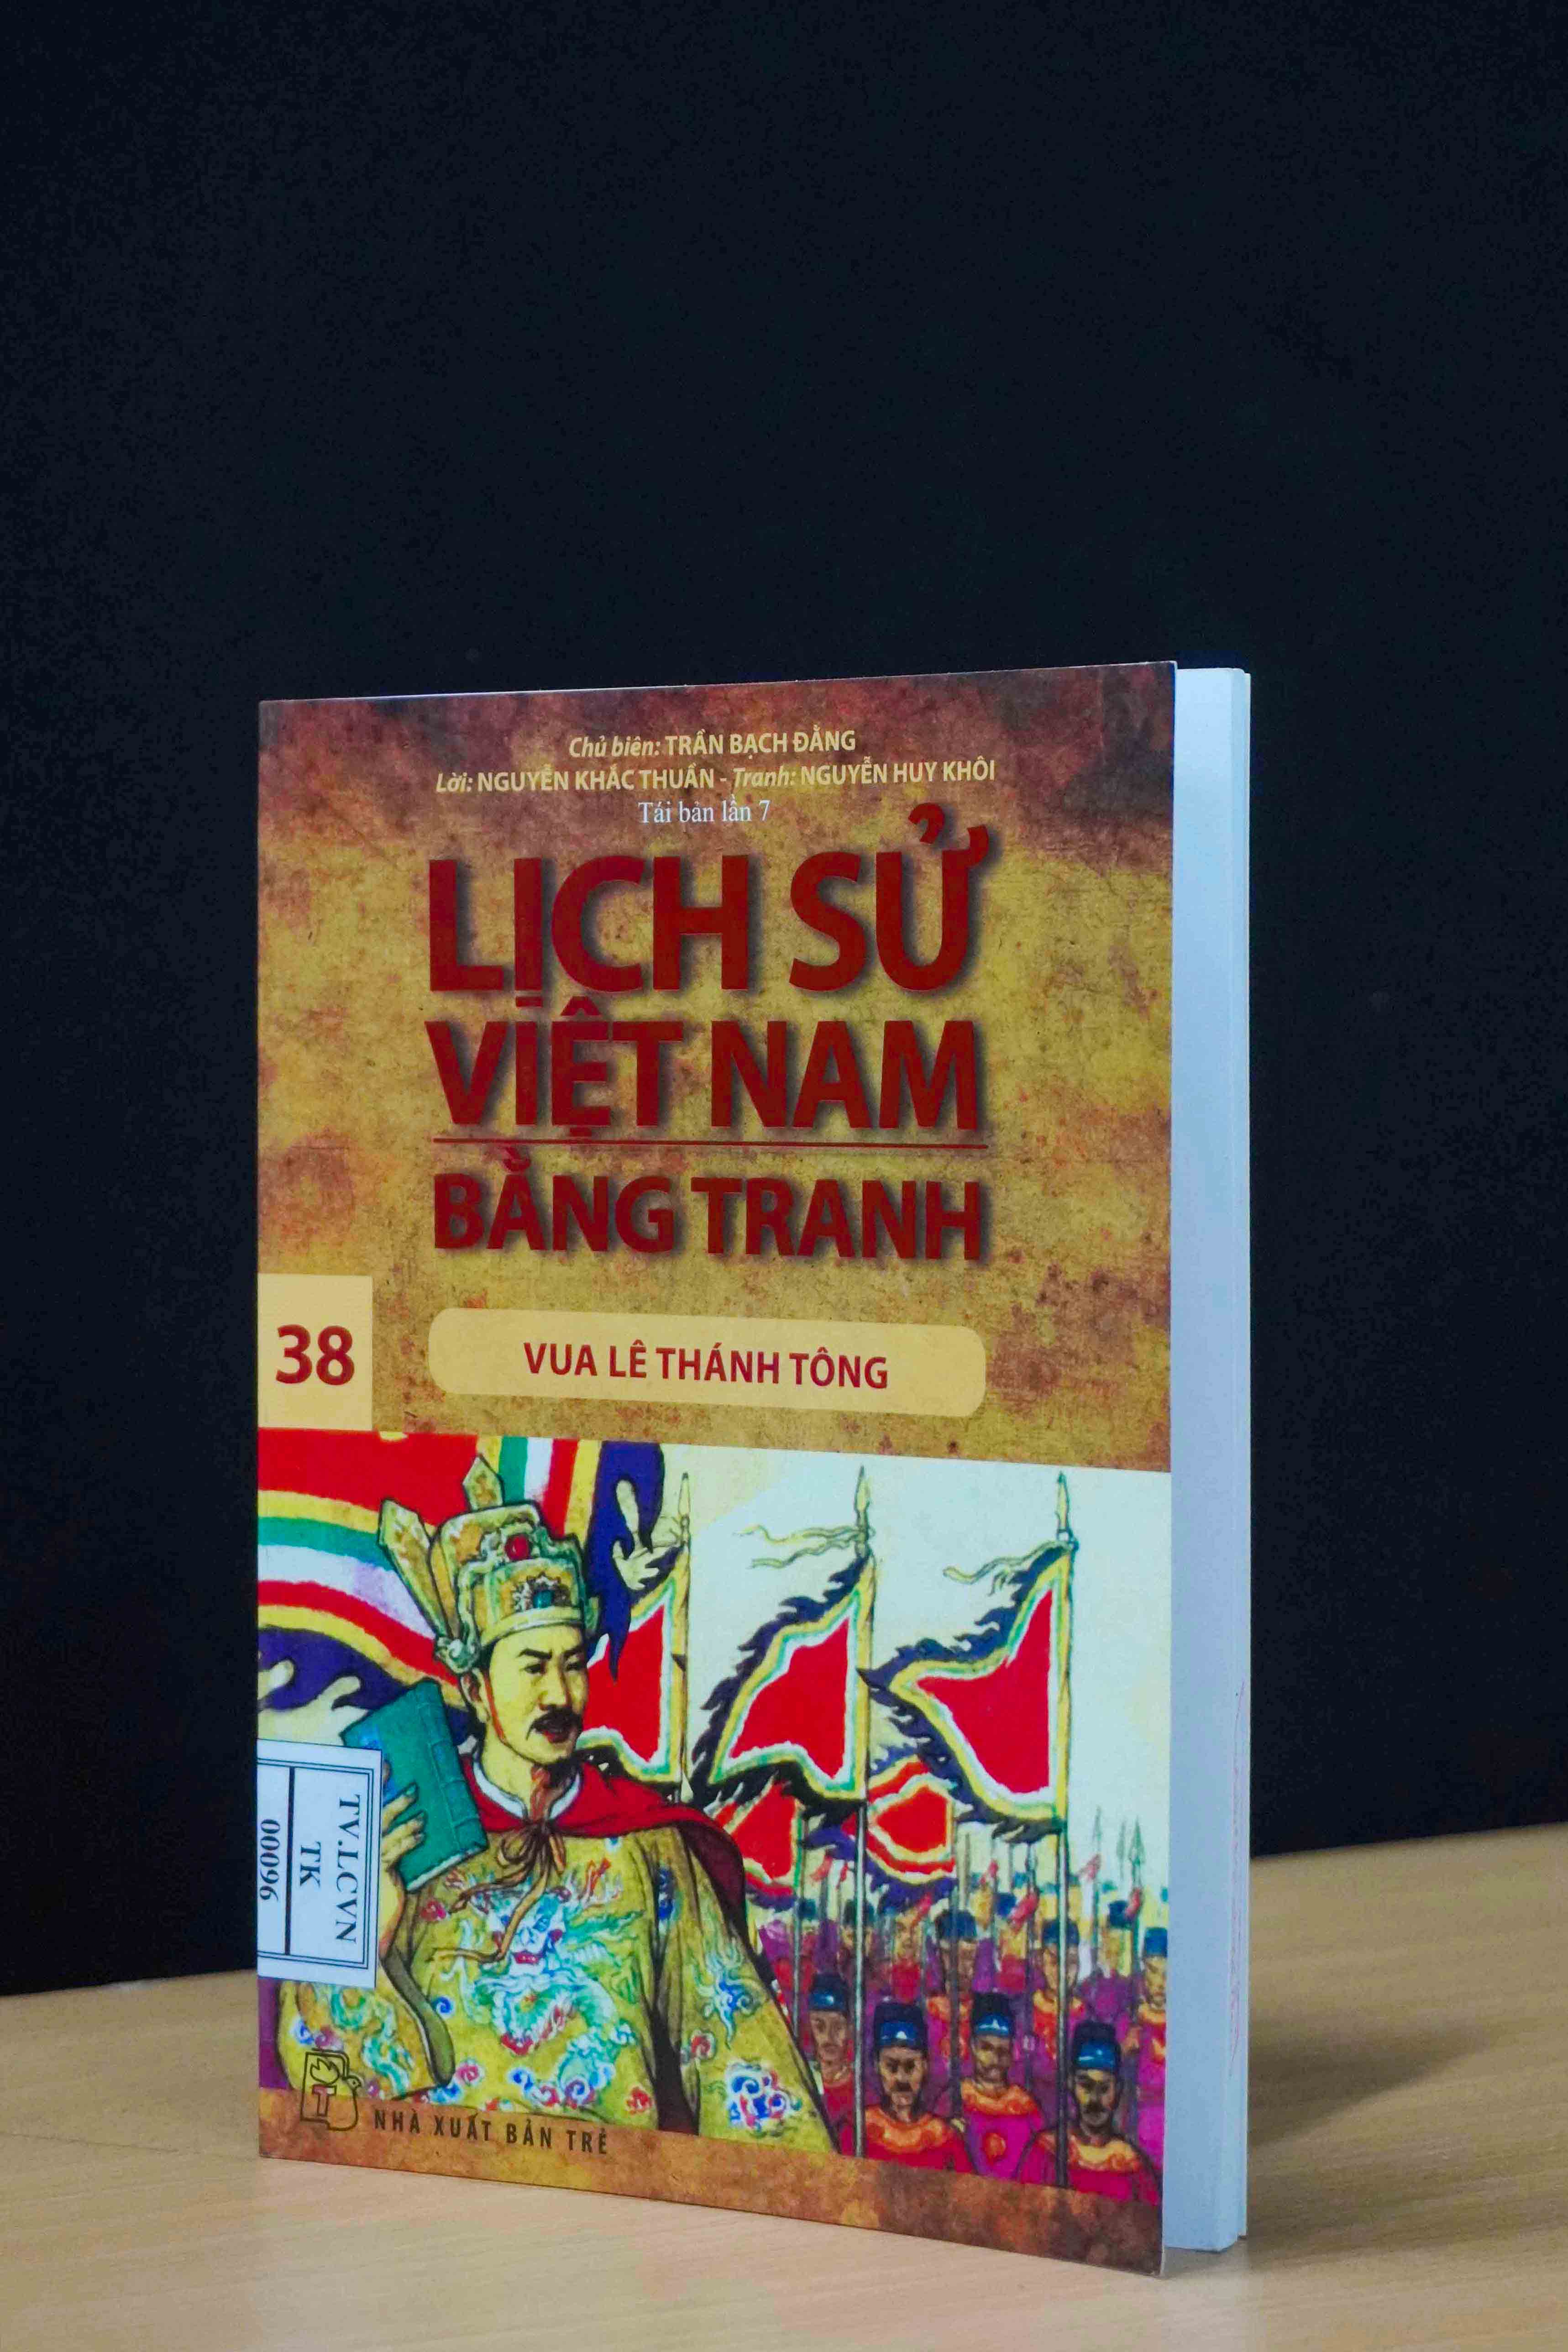 Chủ biên: TRẦN BẠCH ĐẰNG
Lời: NGUYỄN KHẮC THUẦN - Tranh: NGUYỄN HUY KHÔI
Tái bản lần 7
LỊCH SỬ
VIỆT NAM
BẰNG TRANH
38
VUA LÊ THÁNH TÔNG
TV.LCVN
TK
00096
T
NHÀ XUẤT BẢN TRẺ